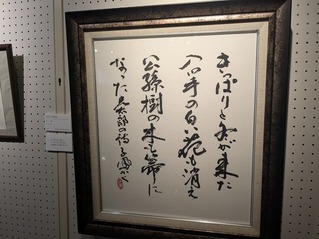 きっぱりと冬が来た
八つ手の白い花も消え
公孫樹の木も箒に
なった 光太郎の詩